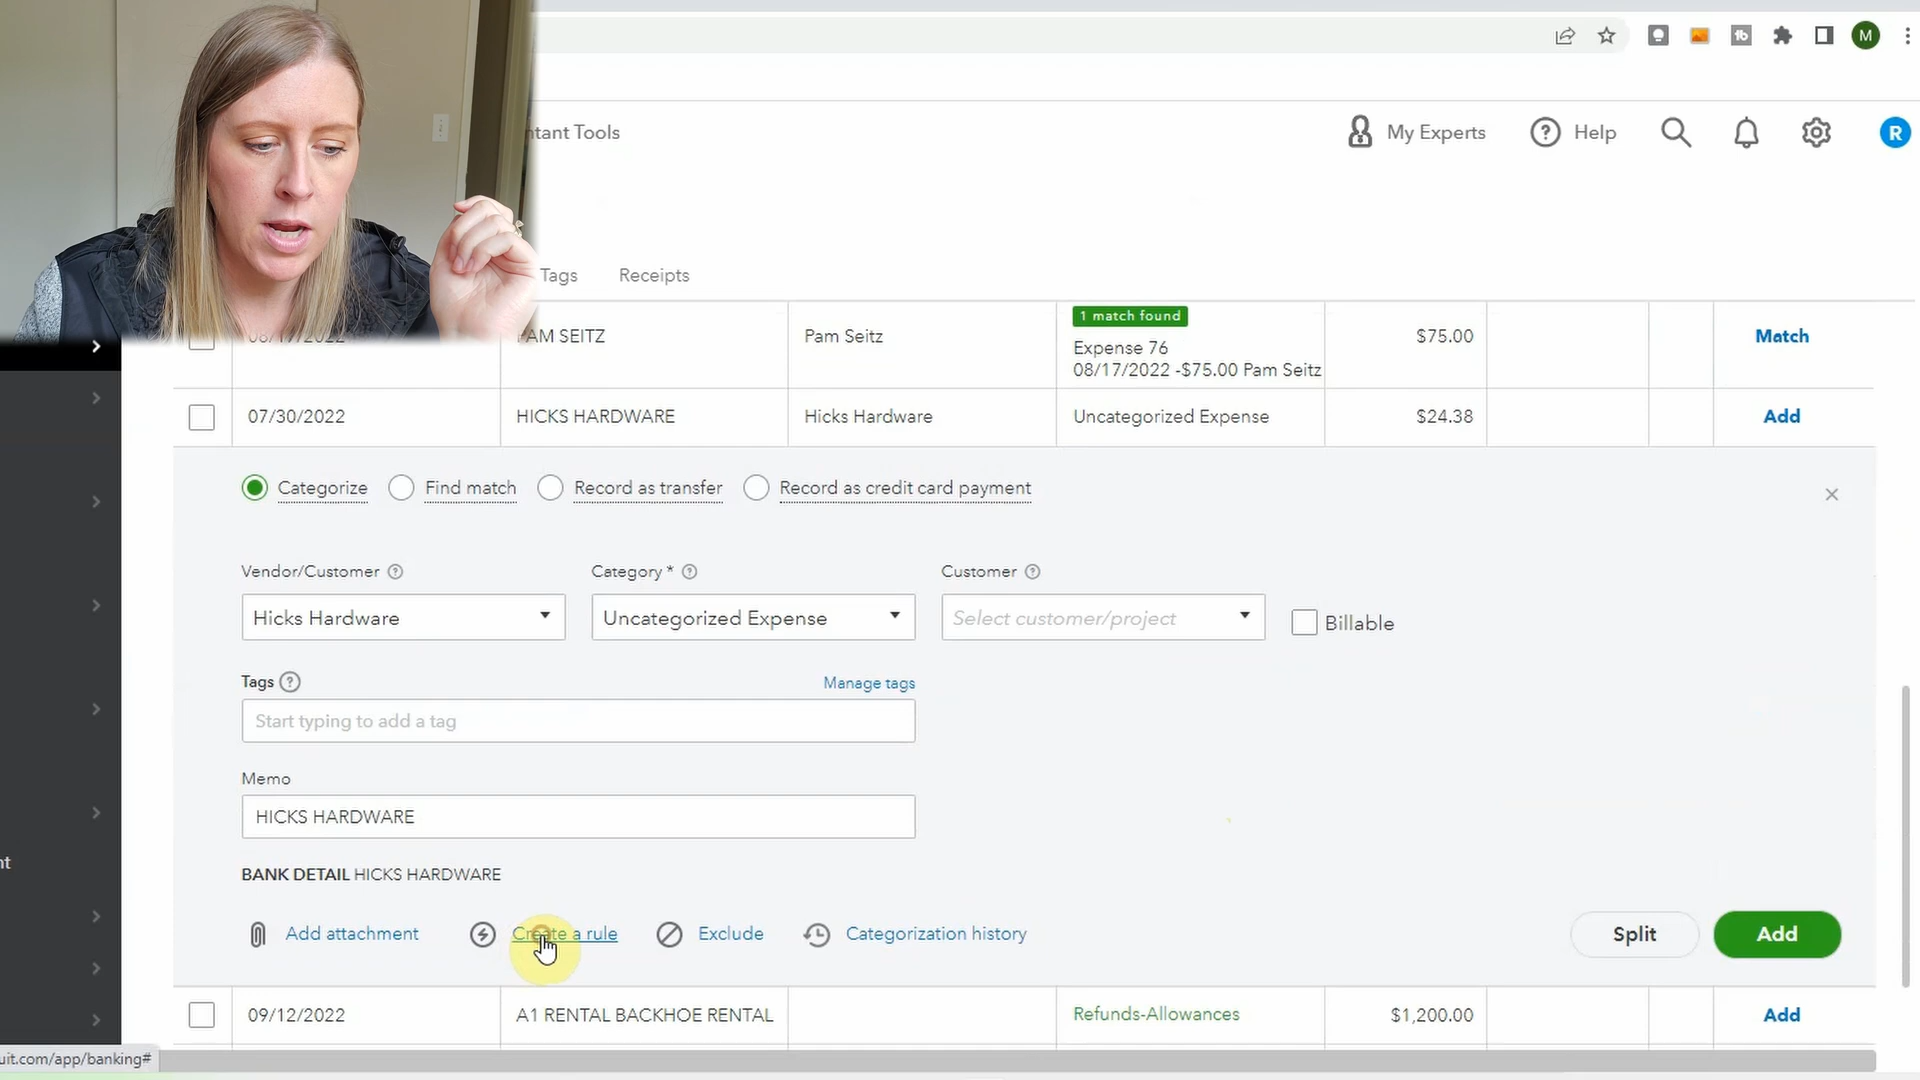 M
ntant Tools
My Experts
Help
R
Tags Receipts
1 match found
PAM SEITZ Pam Seitz Expense 76 $75.00 Match
08/17/2022 -$75.00 Pam Seitz
07/30/2022 HICKS HARDWARE Hicks Hardware Uncategorized Expense $24.38 Add
Categorize Find match Record as transfer Record as credit card payment
Vendor/Customer Category * Customer
Hicks Hardware Uncategorized Expense Select customer/project Billable
Tags Manage tags
Start typing to add a tag
Memo
HICKS HARDWARE
BANK DETAIL HICKS HARDWARE
nt
Add attachment Create a rule Exclude Categorization history Split Add
09/12/2022 A1 RENTAL BACKHOE RENTAL Refunds-Allowances $1,200.00 Add
uit.com/app/banking#